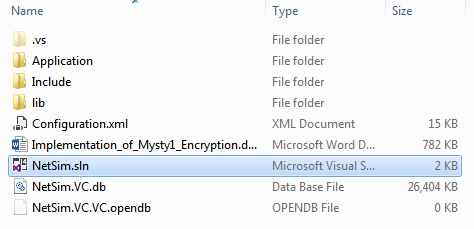 Name Type Size
.vs File folder
Application File folder
Include File folder
lib File folder
Configuration.xml XML Document 15 KB
Implementation_of_Mysty1_Encryption.d... Microsoft Word D... 782 KB
NetSim.sln Microsoft Visual S... 2 KB
NetSim.VC.db Data Base File 26,404 KB
NetSim.VC.VC.opendb OPENDB File 0 KB